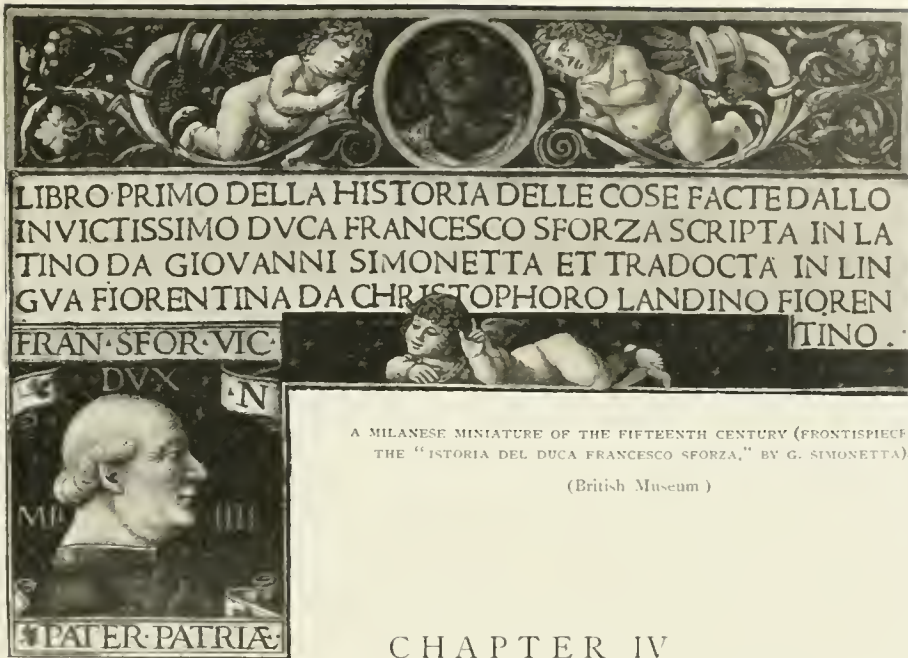 LIBRO·PRIMO DELLA HISTORIA DELLE COSE FACTE DALLO
INVICTISSIMO DVCA FRANCESCO SFORZA SCRIPTA IN LA
TINO DA GIOVANNI SIMONETTA ET TRADOCTA IN LIN
GVA FIORENTINA DA CHRISTOPHORO LANDINO FIOREN
TINO.
FRAN·SFOR·VIC·
DVX
·N
IIII
PATER·PATRIÆ·
A MILANESE MINIATURE OF THE FIFTEENTH CENTURY (FRONTISPIECE
THE "ISTORIA DEL DUCA FRANCESCO SFORZA," BY G. SIMONETTA)
(British Museum)
CHAPTER IV